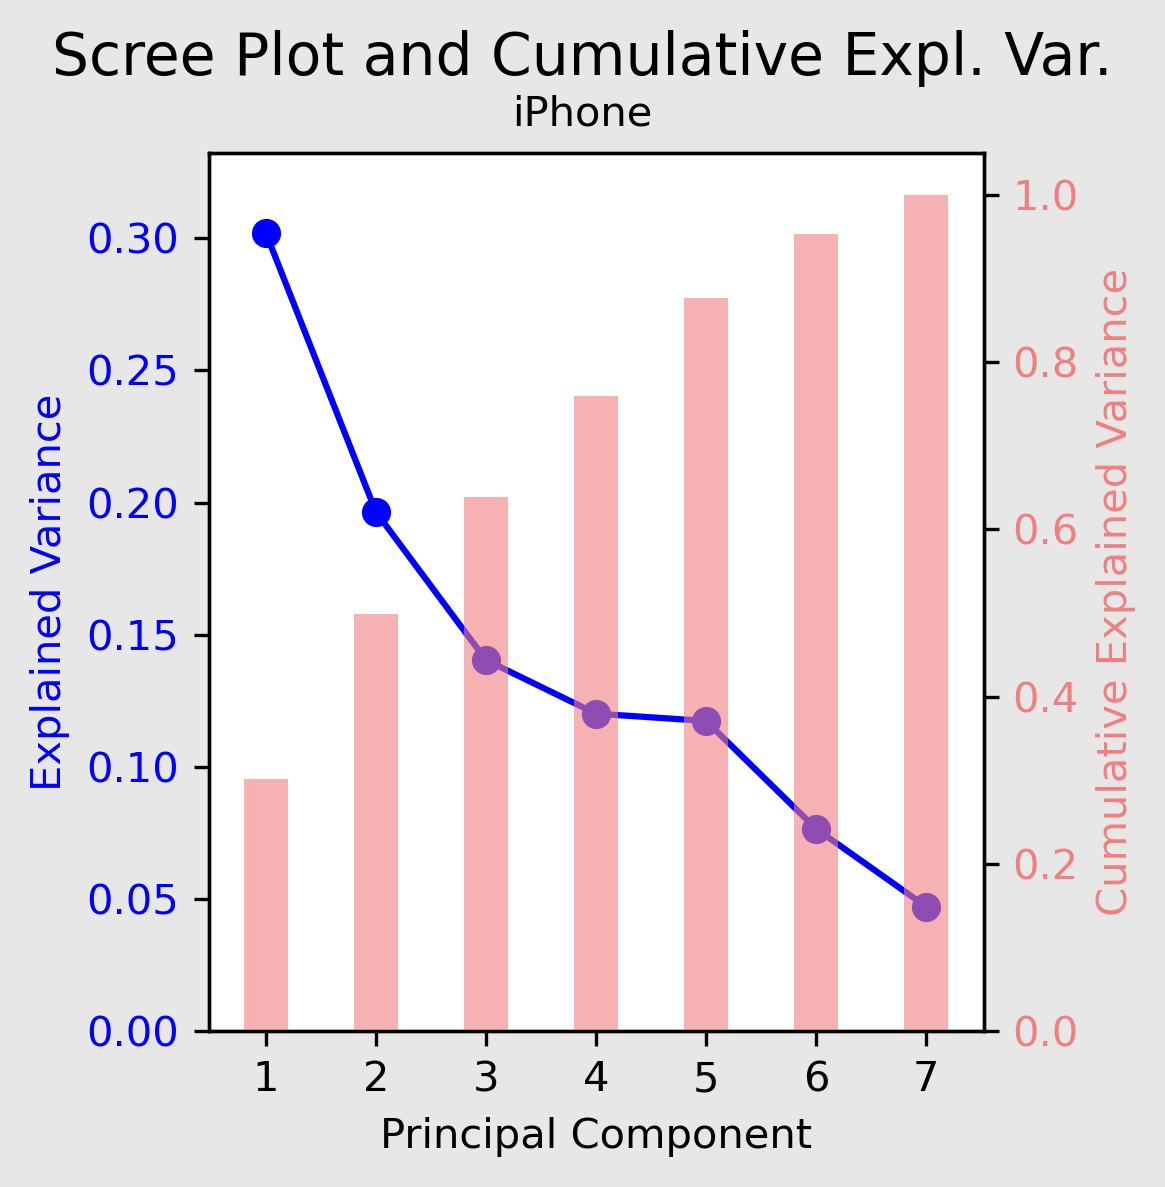 Scree Plot and Cumulative Expl. Var.
iPhone
Explained Variance
0.30
0.25
0.20
0.15
0.10
0.05
0.00
1.0
0.8
0.6
0.4
0.2
0.0
Cumulative Explained Variance
1 2 3 4 5 6 7
Principal Component